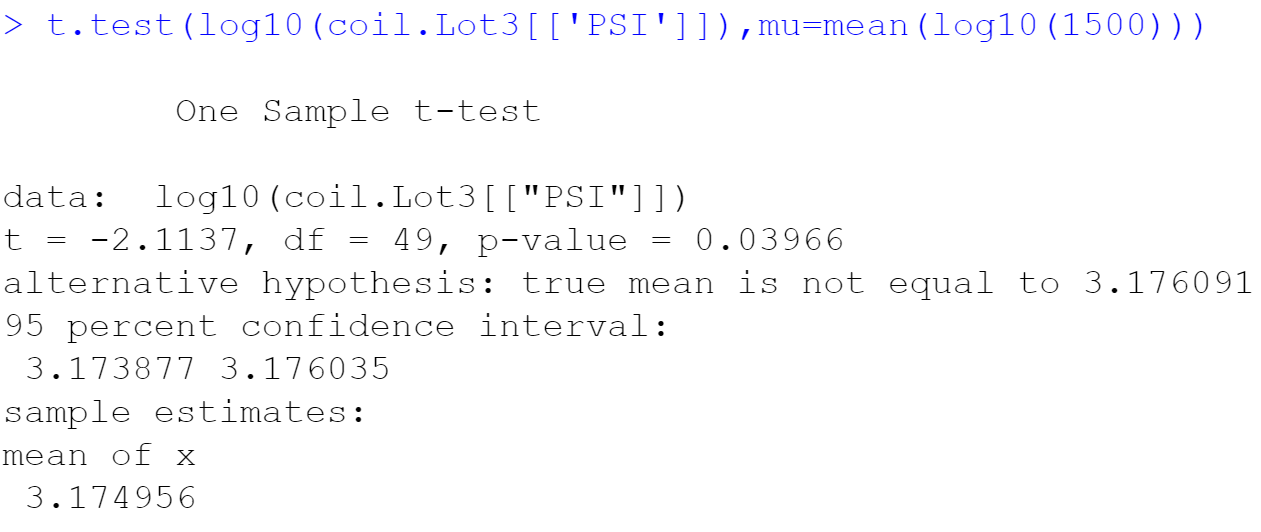 > t.test(log10(coil.Lot3[['PSI']]),mu=mean(log10(1500)))
One Sample t-test
data:  log10(coil.Lot3[["PSI"]])
t = -2.1137, df = 49, p-value = 0.03966
alternative hypothesis: true mean is not equal to 3.176091
95 percent confidence interval:
3.173877 3.176035
sample estimates:
mean of x
3.174956